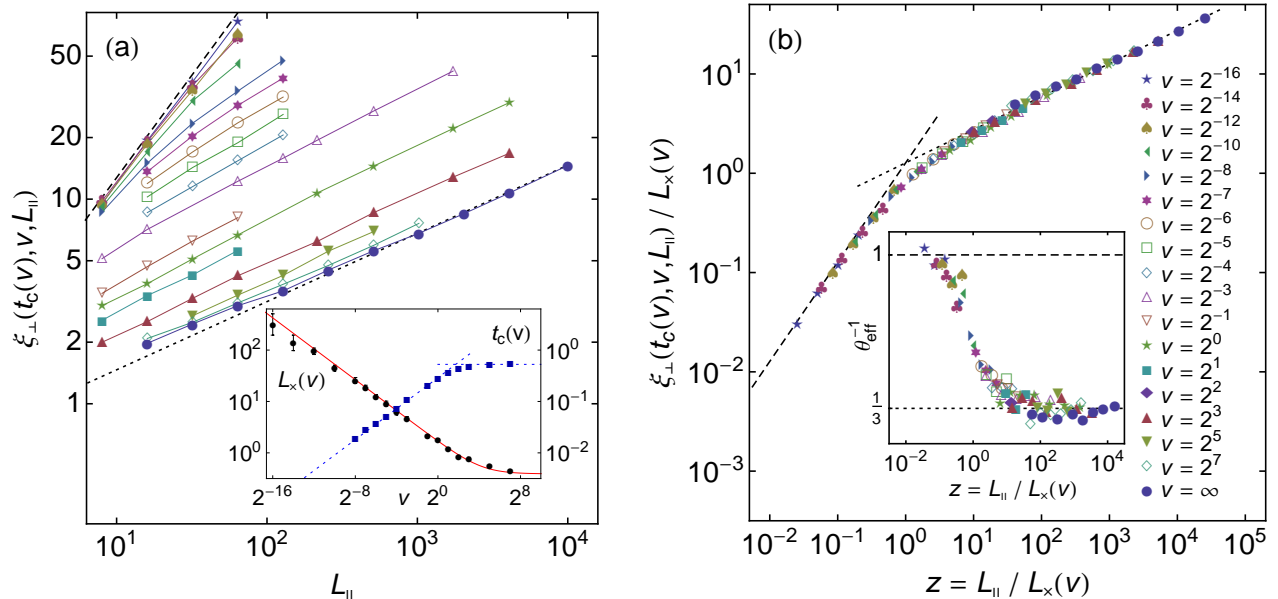 (a)
ξ⊥(tc(v),v,L||)
50
20
10
5
2
1
10¹
10²
10³
10⁴
L||
10²
10¹
10⁰
L×(v)
tc(v)
10⁰
10⁻¹
10⁻²
2⁻¹⁶
2⁻⁸
v
2⁰
2⁸
(b)
ξ⊥(tc(v),v,L||) / L×(v)
10¹
10⁰
10⁻¹
10⁻²
10⁻³
10⁻²
10⁻¹
10⁰
10¹
10²
10³
10⁴
10⁵
z = L|| / L×(v)
v = 2⁻¹⁶
v = 2⁻¹⁴
v = 2⁻¹²
v = 2⁻¹⁰
v = 2⁻⁸
v = 2⁻⁷
v = 2⁻⁶
v = 2⁻⁵
v = 2⁻⁴
v = 2⁻³
v = 2⁻¹
v = 2⁰
v = 2¹
v = 2²
v = 2³
v = 2⁵
v = 2⁷
v = ∞
1
θeff⁻¹
1/3
10⁻²
10⁰
10²
10⁴
z = L|| / L×(v)